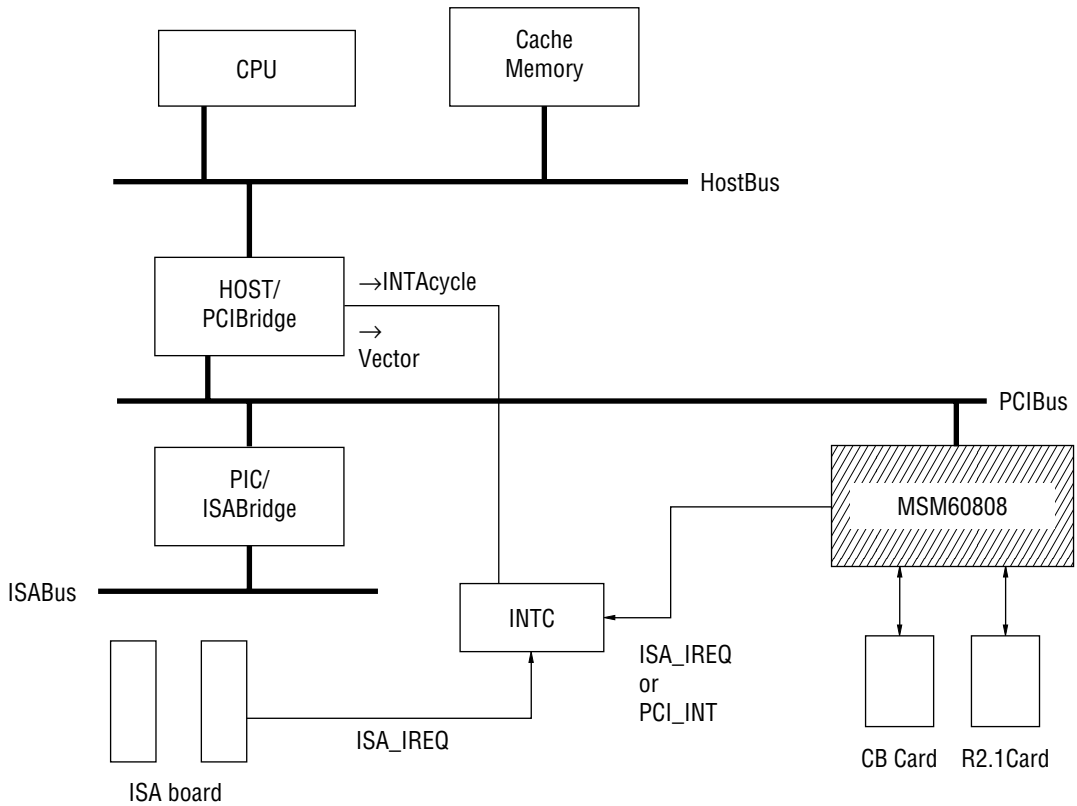 CPU
Cache
Memory
HostBus
HOST/
PCIBridge
→INTAcycle
→
Vector
PCIBus
PIC/
ISABridge
MSM60808
ISABus
INTC
ISA_IREQ
or
PCI_INT
ISA_IREQ
CB Card
R2.1Card
ISA board